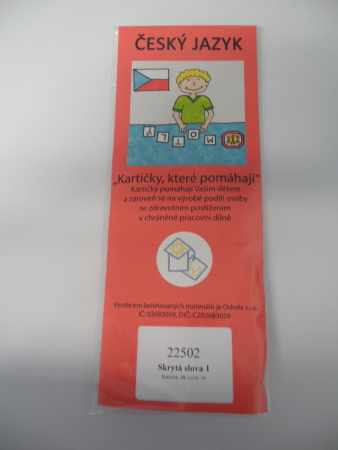 ČESKÝ JAZYK
MOTÝL
„Kartičky, které pomáhají“
Kartičky pomáhají Vašim dětem
a zároveň se na výrobě podílí osoby
se zdravotním postižením
v chráněné pracovní dílně
Výrobcem laminovaných materiálů je Oskola s.r.o.
IČ: 02683059, DIČ: CZ02683059
22502
Skrytá slova 1